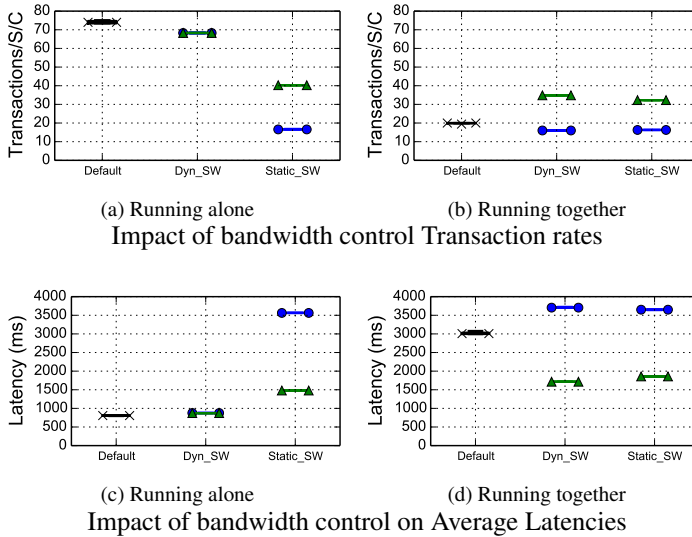 80
70
60
50
40
30
20
10
0
Transactions/S/C
Default Dyn_SW Static_SW
(a) Running alone
80
70
60
50
40
30
20
10
0
Transactions/S/C
Default Dyn_SW Static_SW
(b) Running together
Impact of bandwidth control Transaction rates
4000
3500
3000
2500
2000
1500
1000
500
0
Latency (ms)
Default Dyn_SW Static_SW
(c) Running alone
4000
3500
3000
2500
2000
1500
1000
500
0
Latency (ms)
Default Dyn_SW Static_SW
(d) Running together
Impact of bandwidth control on Average Latencies